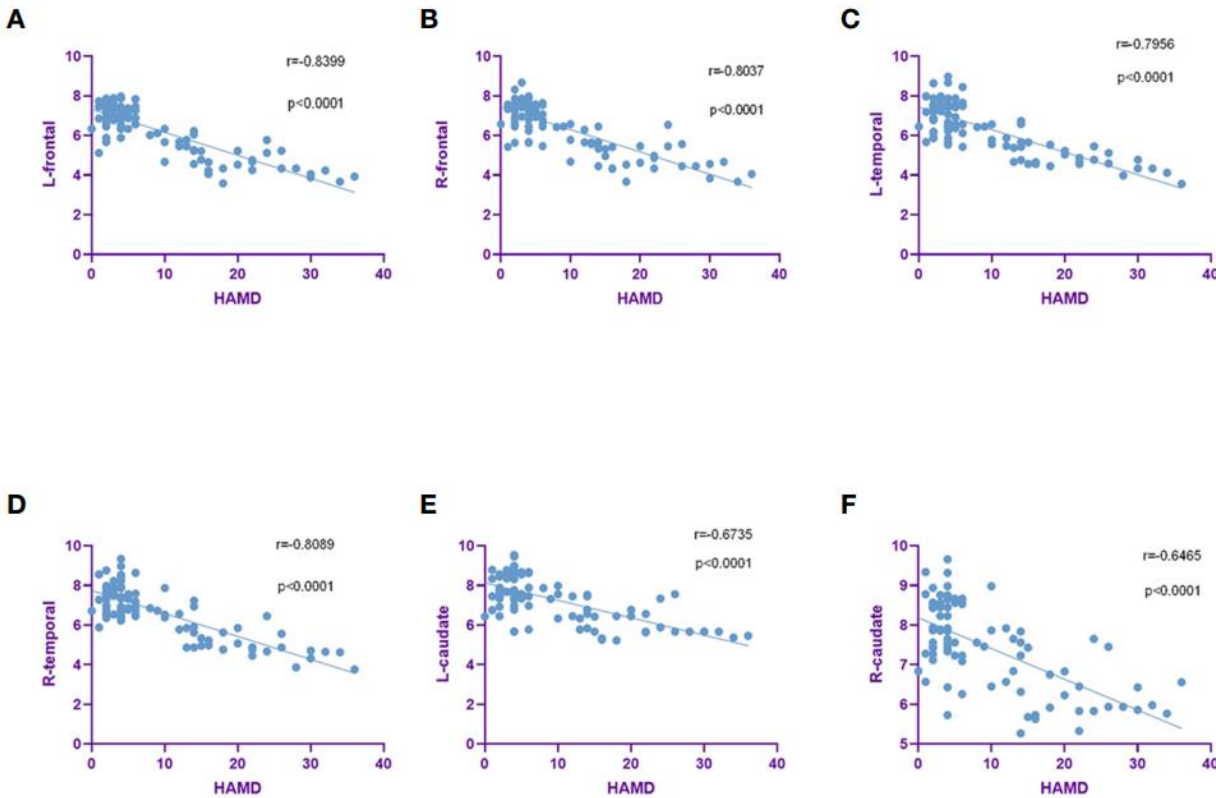 A
r=-0.8399
p<0.0001
10
8
6
4
2
0
L-frontal
0 10 20 30 40
HAMD
B
r=-0.8037
p<0.0001
10
8
6
4
2
0
R-frontal
0 10 20 30 40
HAMD
C
r=-0.7956
p<0.0001
10
8
6
4
2
0
L-temporal
0 10 20 30 40
HAMD
D
r=-0.8089
p<0.0001
10
8
6
4
2
0
R-temporal
0 10 20 30 40
HAMD
E
r=-0.6735
p<0.0001
10
8
6
4
2
0
L-caudate
0 10 20 30 40
HAMD
F
r=-0.6465
p<0.0001
10
9
8
7
6
5
R-caudate
0 10 20 30 40
HAMD